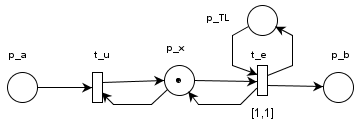 p_TL
p_a
t_u
p_x
t_e
p_b
[1,1]